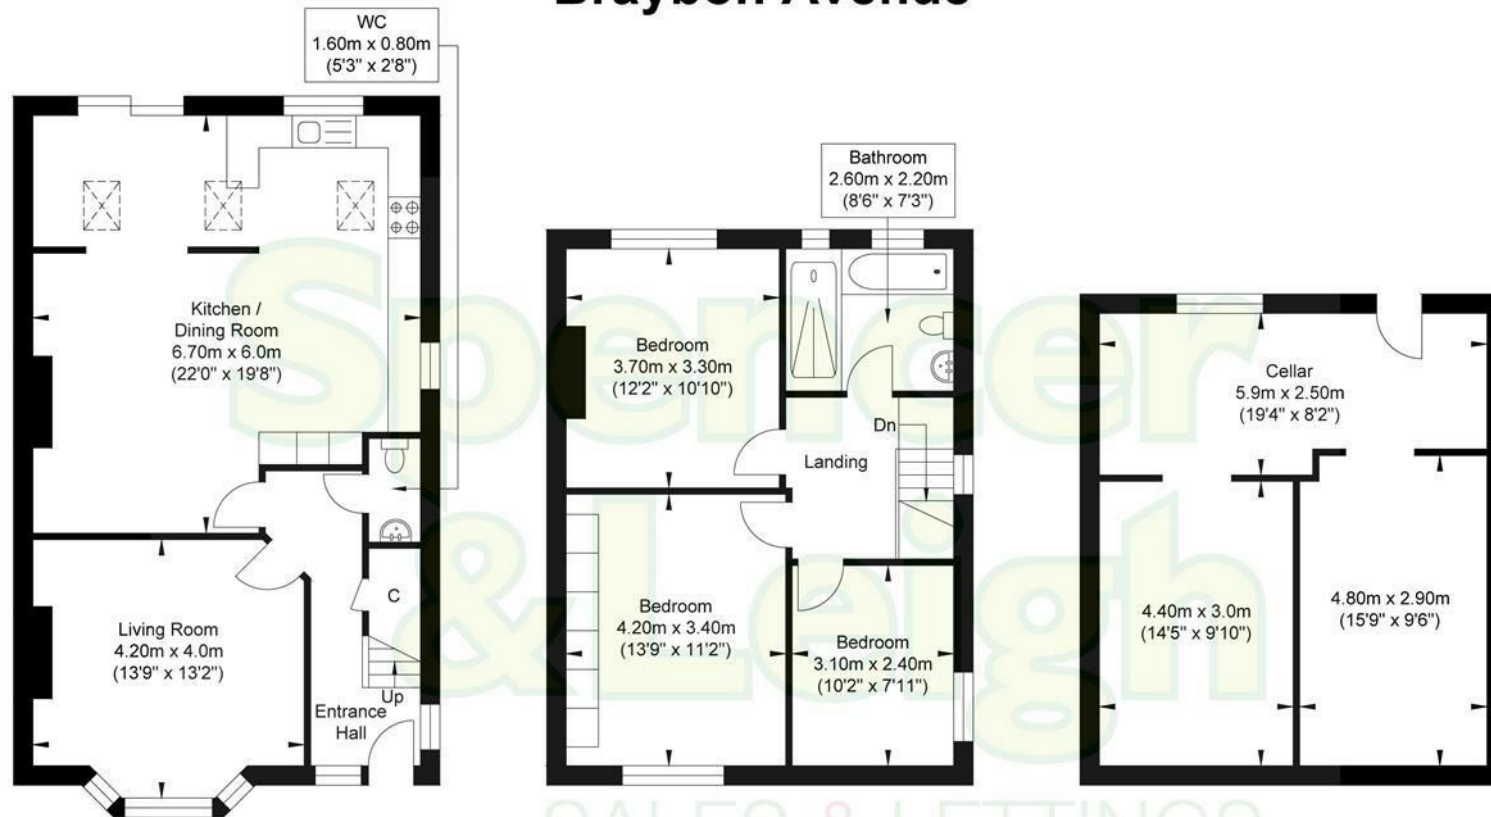 Braybon Avenue
WC
1.60m x 0.80m
(5'3" x 2'8")
Kitchen /
Dining Room
6.70m x 6.0m
(22'0" x 19'8")
Living Room
4.20m x 4.0m
(13'9" x 13'2")
C
Up
Entrance
Hall
Bathroom
2.60m x 2.20m
(8'6" x 7'3")
Bedroom
3.70m x 3.30m
(12'2" x 10'10")
Dn
Landing
Bedroom
4.20m x 3.40m
(13'9" x 11'2")
Bedroom
3.10m x 2.40m
(10'2" x 7'11")
Cellar
5.9m x 2.50m
(19'4" x 8'2")
4.40m x 3.0m
(14'5" x 9'10")
4.80m x 2.90m
(15'9" x 9'6")
Spencer
&Leigh
SALES & LETTINGS